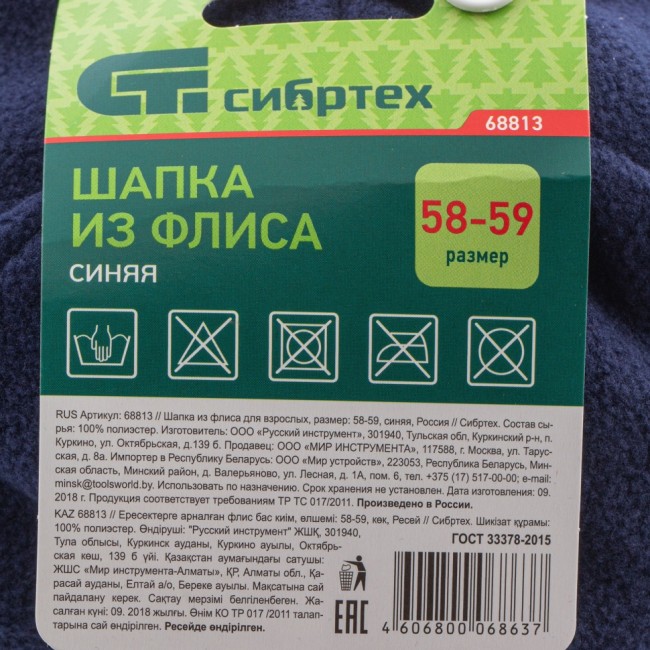 сибртех
68813
ШАПКА
ИЗ ФЛИСА
СИНЯЯ
58-59
размер
RUS Артикул: 68813 // Шапка из флиса для взрослых, размер: 58-59, синяя, Россия // Сибртех. Состав сы-
рья: 100% полиэстер. Изготовитель: ООО «Русский инструмент», 301940, Тульская обл, Куркинский р-н, п.
Куркино, ул. Октябрьская, д.139 б. Продавец: ООО "МИР ИНСТРУМЕНТА", 117588, г. Москва, ул. Тарус-
ская, д. 8а. Импортер в Республику Беларусь: ООО «Мир устройств», 223053, Республика Беларусь, Мин-
ская область, Минский район, д. Валерьяново, ул. Лесная, д. 1А, пом. 6, тел. +375 (17) 517-00-00; e-mail:
minsk@toolsworld.by. Использовать по назначению. Срок хранения не установлен. Дата изготовления: 09.
2018 г. Продукция соответствует требованиям ТР ТС 017/2011. Произведено в России.
KAZ 68813 // Ересектерге арналған флис бас киім, өлшемі: 58-59, көк, Ресей // Сибртех. Шикізат құрамы:
100% полиэстер. Өндіруші: "Русский инструмент" ЖШҚ, 301940,
Тула облысы, Куркинск ауданы, Куркино ауылы, Октябрь-
ская көш, 139 б үйі. Қазақстан аумағындағы сатушы:
ЖШС «Мир инструмента-Алматы», ҚР, Алматы обл., Қа-
расай ауданы, Елтай а/о, Береке ауылы. Мақсатына сай
пайдалану керек. Сақтау мерзімі белгіленбеген. Жа-
салған күні: 09. 2018 жылғы. Өнім КО ТР 017 /2011 талап-
тарына сай өндірілген. Ресейде өндірілген.
ГОСТ 33378-2015
EAC
4 606800 068637